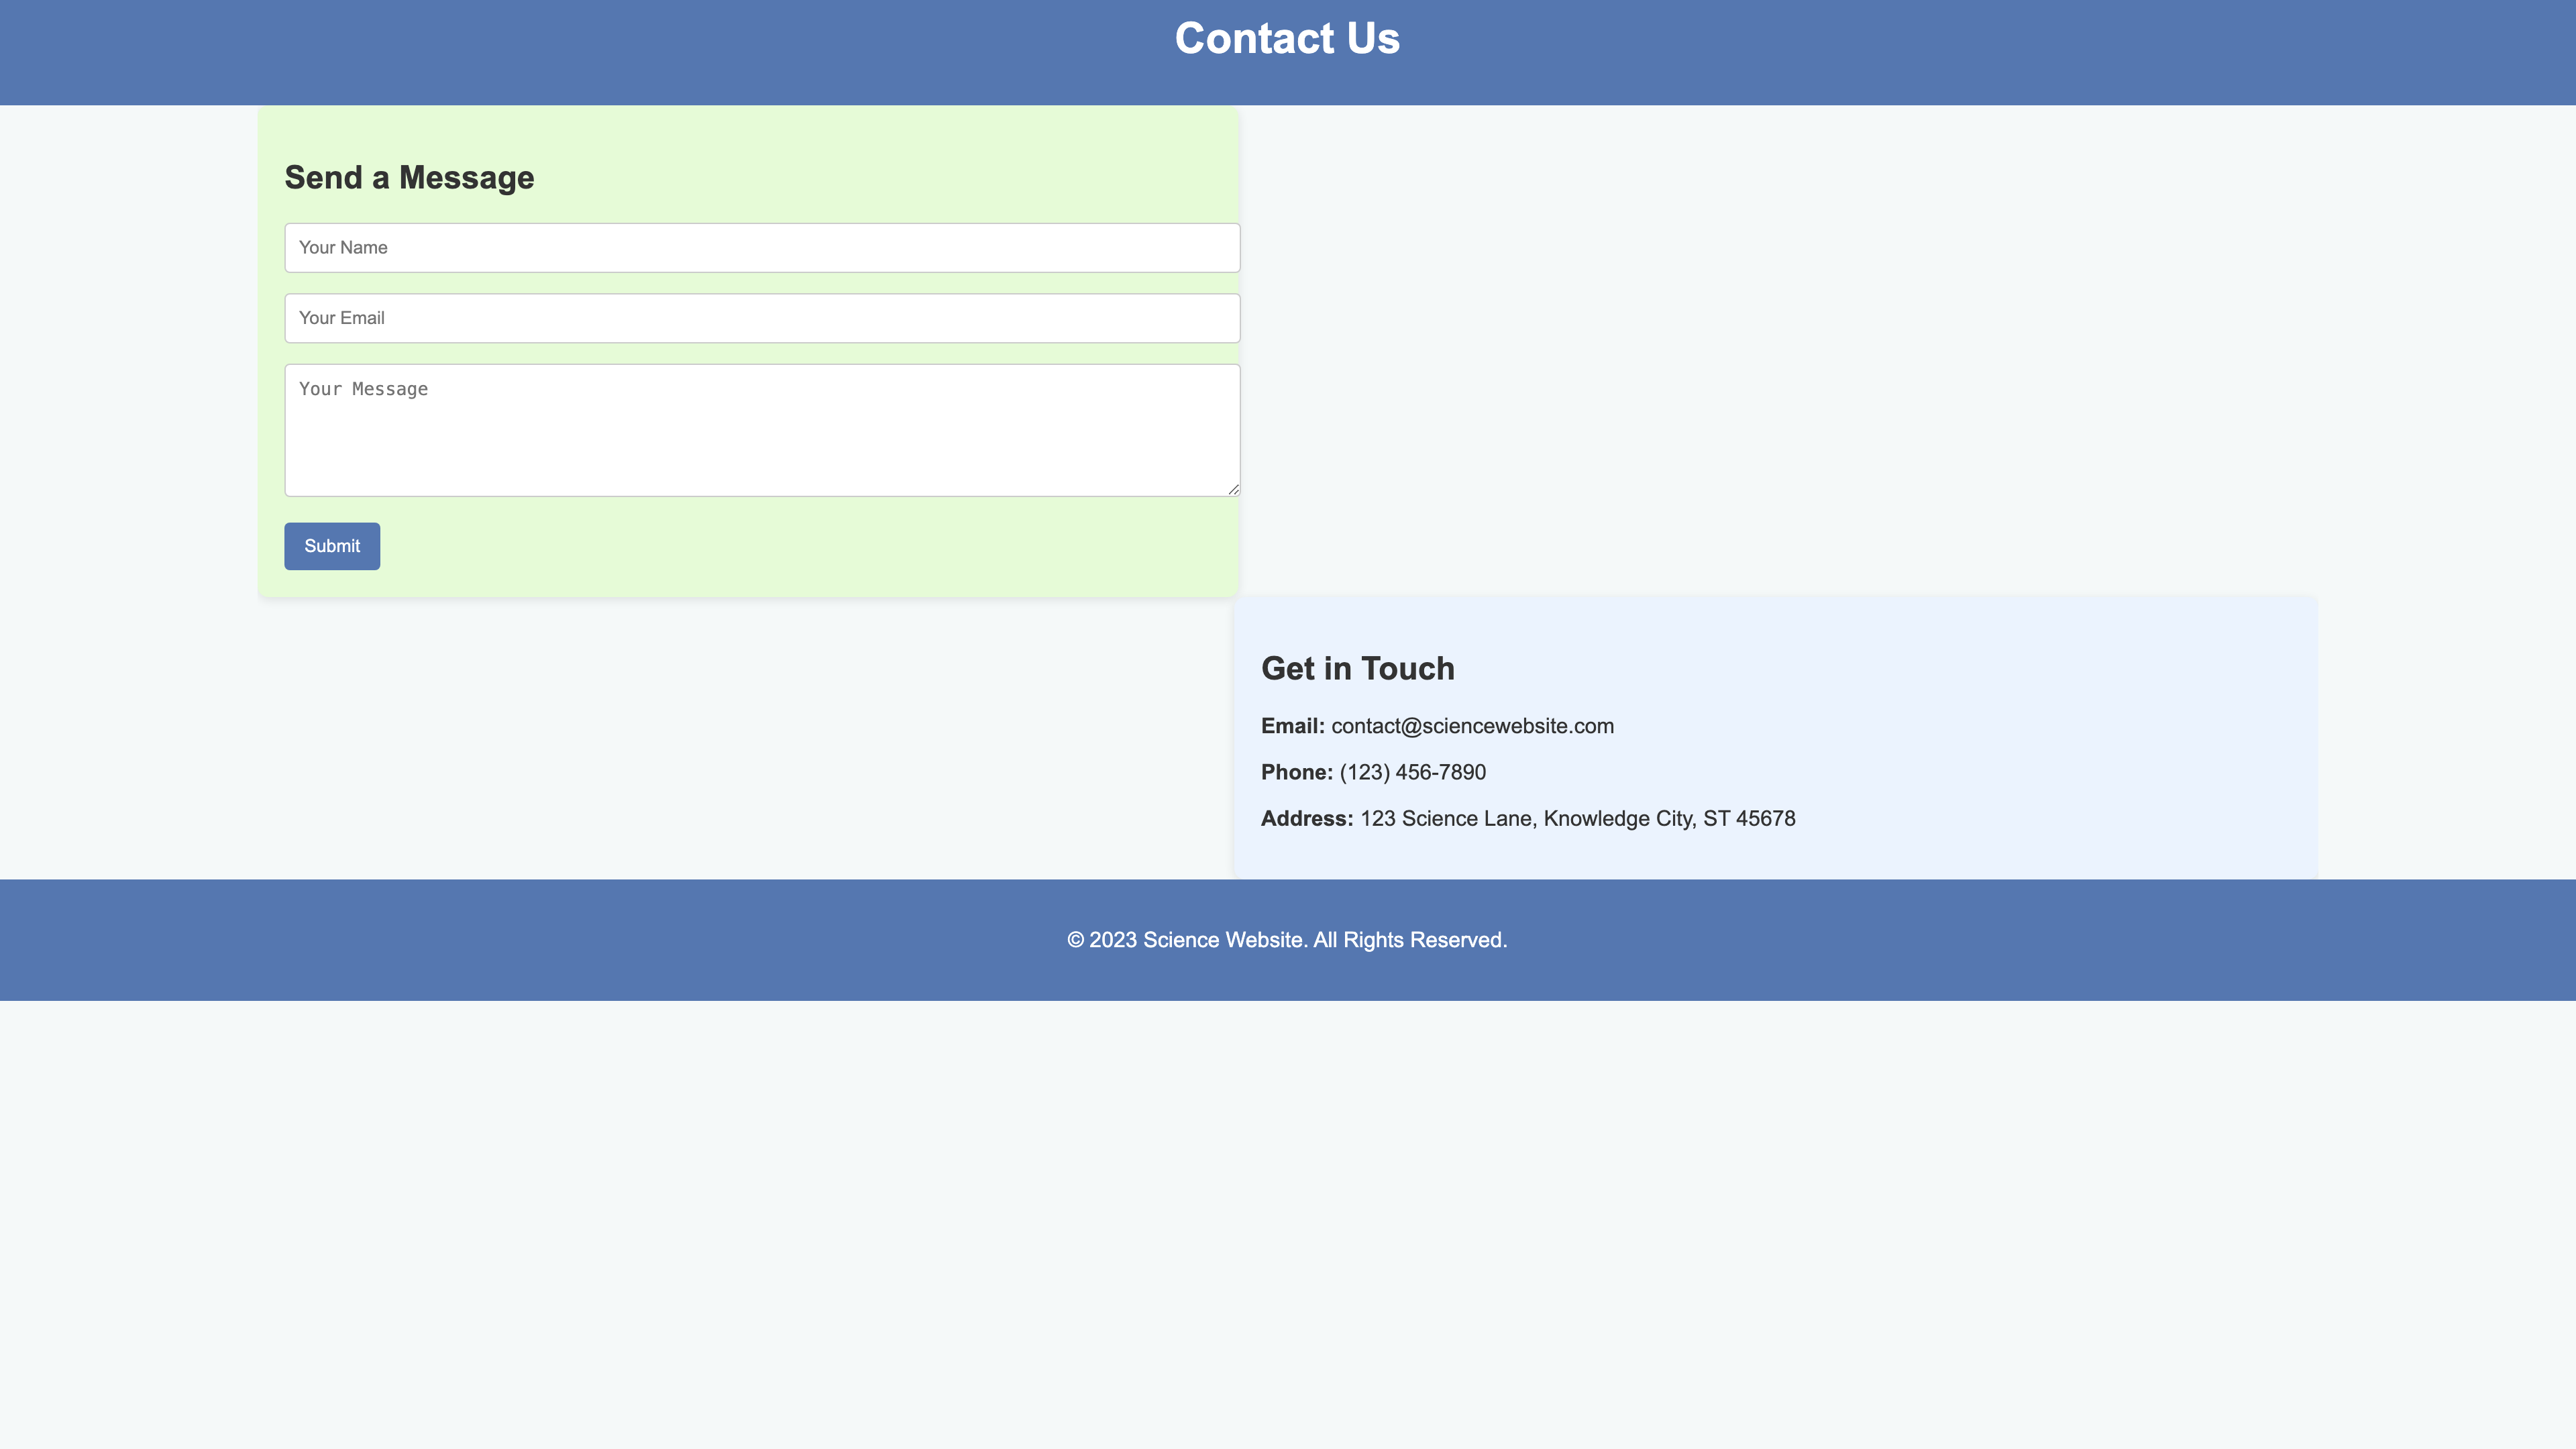 Contact Us
Send a Message
Your Name
Your Email
Your Message
Submit
Get in Touch
Email: contact@sciencewebsite.com
Phone: (123) 456-7890
Address: 123 Science Lane, Knowledge City, ST 45678
© 2023 Science Website. All Rights Reserved.